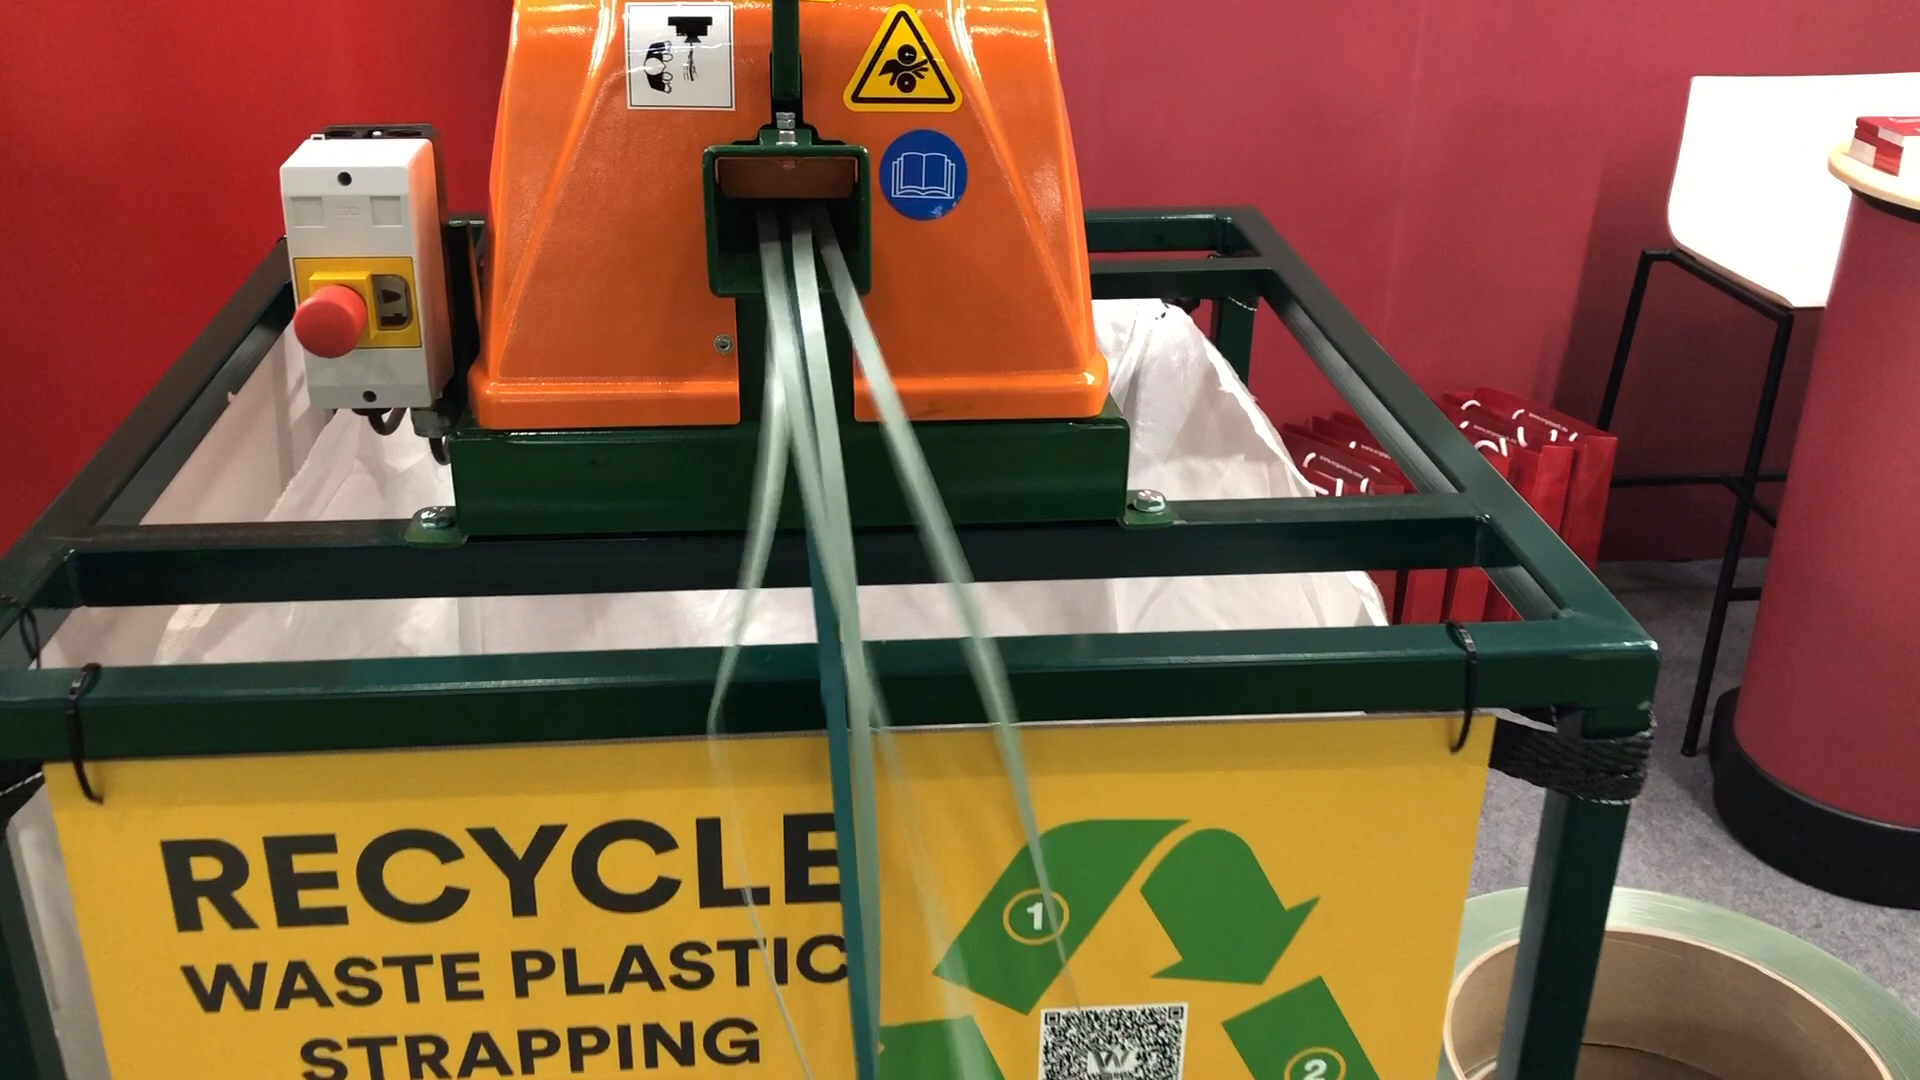 RECYCLE
WASTE PLASTIC
STRAPPING
1
2
W